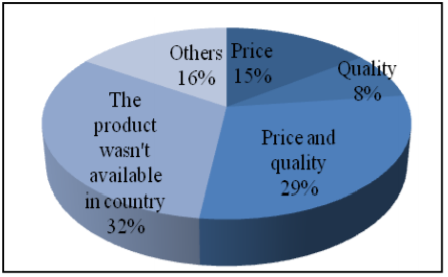 Others
16%
Price
15%
Quality
8%
Price and
quality
29%
The
product
wasn't
available
in country
32%